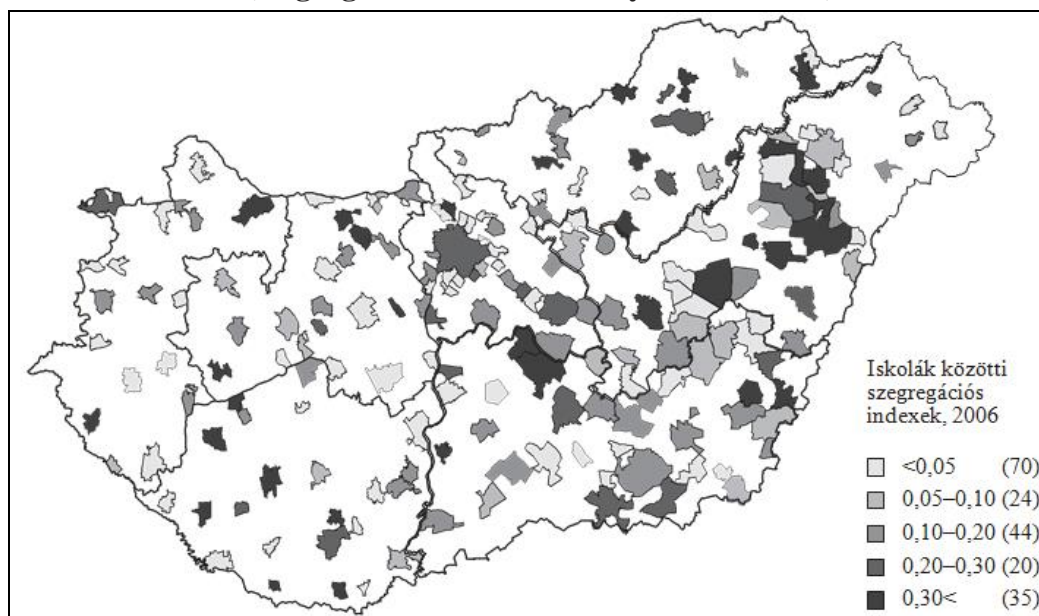 Iskolák közötti
szegregációs
indexek, 2006
<0,05 (70)
0,05–0,10 (24)
0,10–0,20 (44)
0,20–0,30 (20)
0,30< (35)